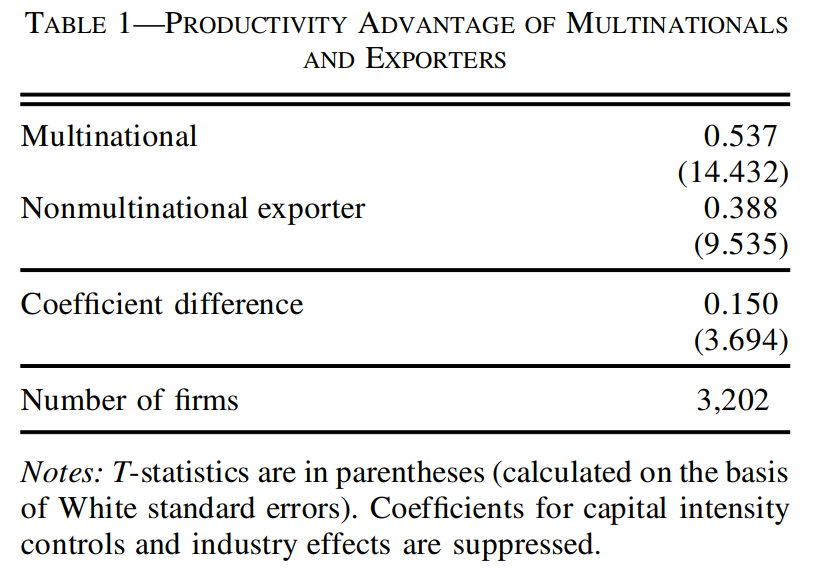 TABLE 1—PRODUCTIVITY ADVANTAGE OF MULTINATIONALS
AND EXPORTERS
Multinational 0.537
(14.432)
Nonmultinational exporter 0.388
(9.535)
Coefficient difference 0.150
(3.694)
Number of firms 3,202
Notes: T-statistics are in parentheses (calculated on the basis
of White standard errors). Coefficients for capital intensity
controls and industry effects are suppressed.